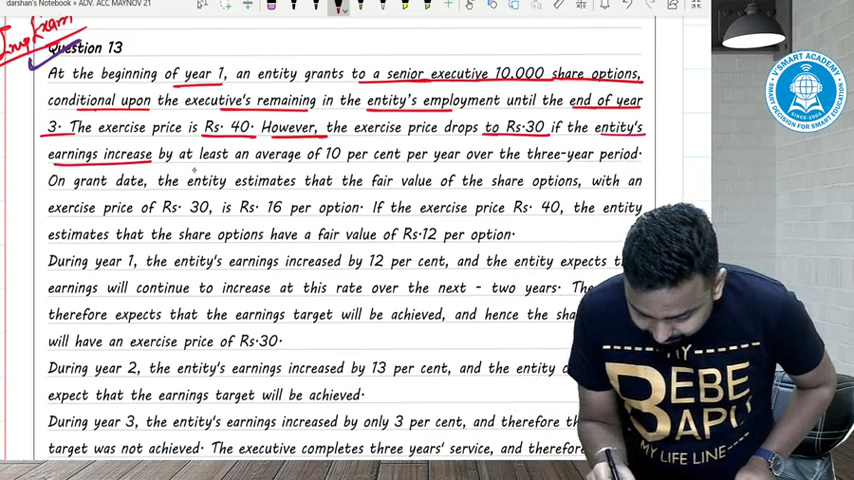 darshan's Notebook » ADV. ACC MAYNOV 21
Imp Exam
Question 13
At the beginning of year 1, an entity grants to a senior executive 10,000 share options,
conditional upon the executive's remaining in the entity's employment until the end of year
3. The exercise price is Rs. 40. However, the exercise price drops to Rs.30 if the entity's
earnings increase by at least an average of 10 per cent per year over the three-year period.
On grant date, the entity estimates that the fair value of the share options, with an
exercise price of Rs. 30, is Rs. 16 per option. If the exercise price Rs. 40, the entity
estimates that the share options have a fair value of Rs.12 per option.
During year 1, the entity's earnings increased by 12 per cent, and the entity expects
earnings will continue to increase at this rate over the next - two years.
therefore expects that the earnings target will be achieved, and hence the
will have an exercise price of Rs.30.
During year 2, the entity's earnings increased by 13 per cent, and the entity
expect that the earnings target will be achieved.
During year 3, the entity's earnings increased by only 3 per cent, and therefore
target was not achieved. The executive completes three years' service, and therefore
V'SMART ACADEMY
SINCE-2005
DEVELOPMENT FOR SMART EDUCATION
MY
BEBE
BAPU
MY LIFE LINE